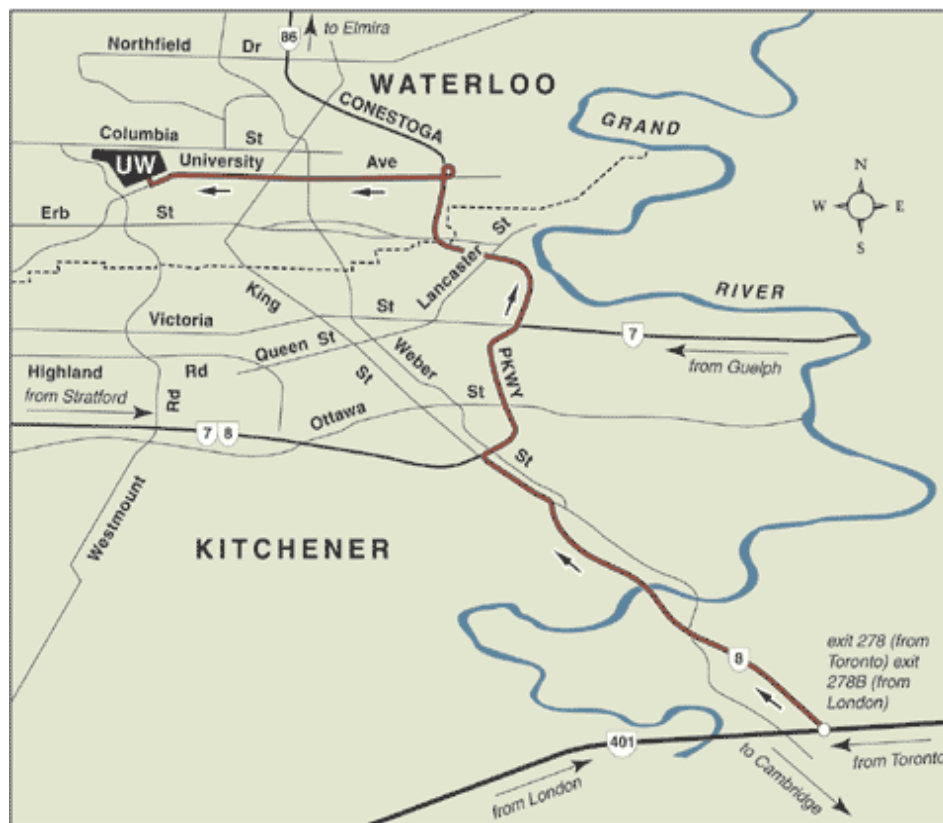 to Elmira
86
Northfield Dr
WATERLOO
CONESTOGA
GRAND
Columbia St
UW
University Ave
N
W E
S
Erb St
Lancaster St
RIVER
King St
Victoria St
7
Queen St
Weber St
PKWY
from Guelph
Highland Rd
from Stratford
Rd
Ottawa St
7 8
Westmount
KITCHENER
exit 278 (from
Toronto) exit
278B (from
London)
8
401
to Cambridge
from Toronto
from London